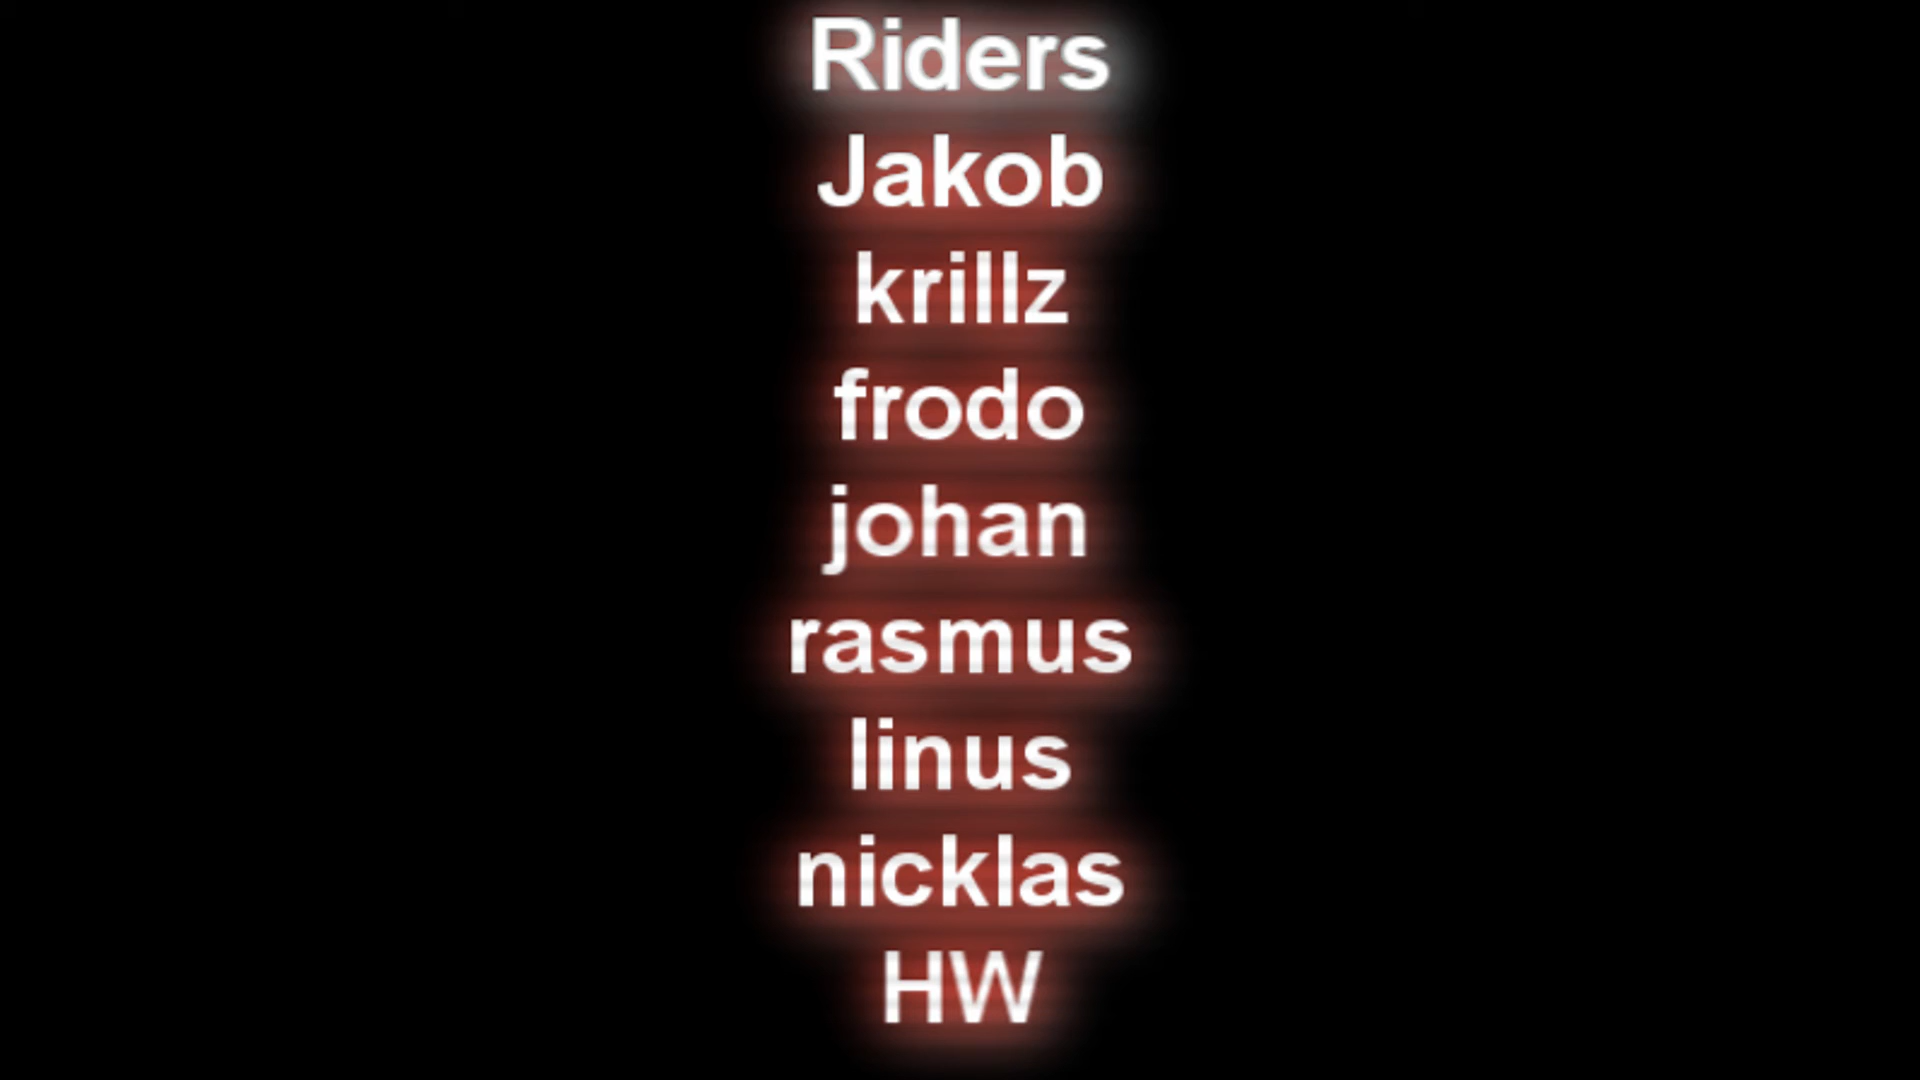 Riders
Jakob
krillz
frodo
johan
rasmus
linus
nicklas
HW